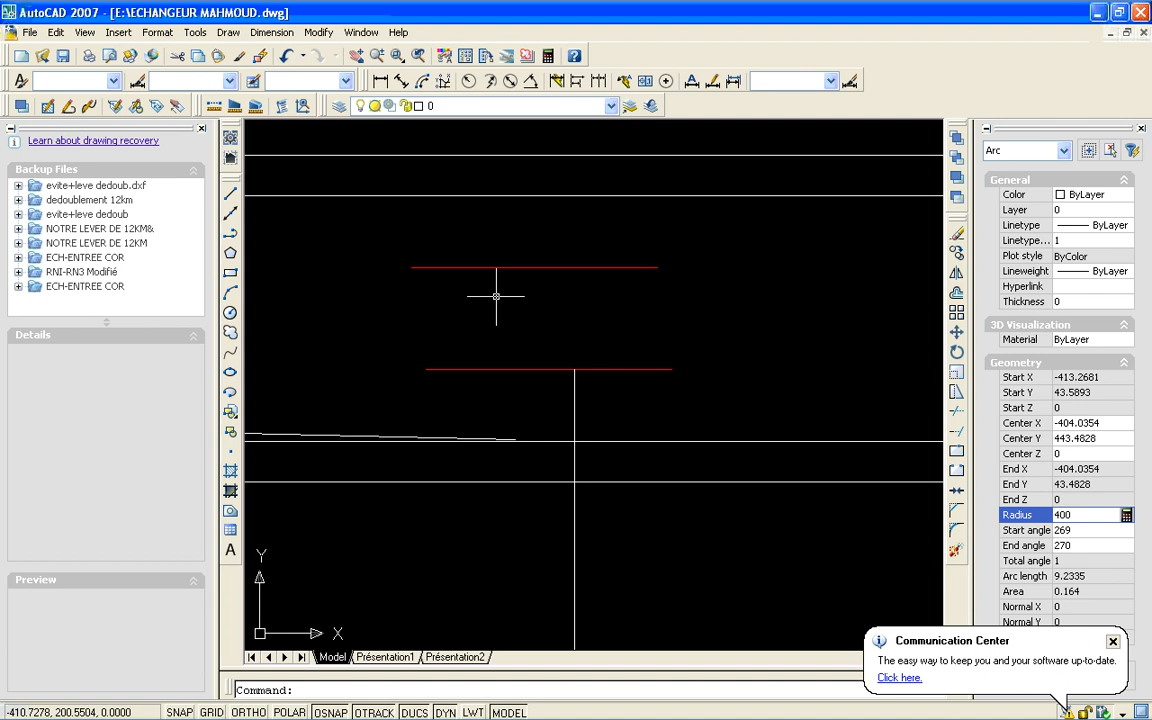 AutoCAD 2007 - [E:\ECHANGEUR MAHMOUD.dwg]
File Edit View Insert Format Tools Draw Dimension Modify Window Help
0
Learn about drawing recovery
Backup Files
evite+leve dedoub.dxf
dedoublement 12km
evite+leve dedoub
NOTRE LEVER DE 12KM&
NOTRE LEVER DE 12KM
ECH-ENTREE COR
RNI-RN3 Modifié
ECH-ENTREE COR
Details
Preview
Y
X
Model Présentation1 Présentation2
Command:
Arc
General
Color ByLayer
Layer 0
Linetype ByLayer
Linetype... 1
Plot style ByColor
Lineweight ByLayer
Hyperlink
Thickness 0
3D Visualization
Material ByLayer
Geometry
Start X -413.2681
Start Y 43.5893
Start Z 0
Center X -404.0354
Center Y 443.4828
Center Z 0
End X -404.0354
End Y 43.4828
End Z 0
Radius 400
Start angle 269
End angle 270
Total angle 1
Arc length 9.2335
Area 0.164
Normal X 0
Normal Y 0
Communication Center
The easy way to keep you and your software up-to-date.
Click here.
-410.7278, 200.5504, 0.0000 SNAP GRID ORTHO POLAR OSNAP OTRACK DUCS DYN LWT MODEL